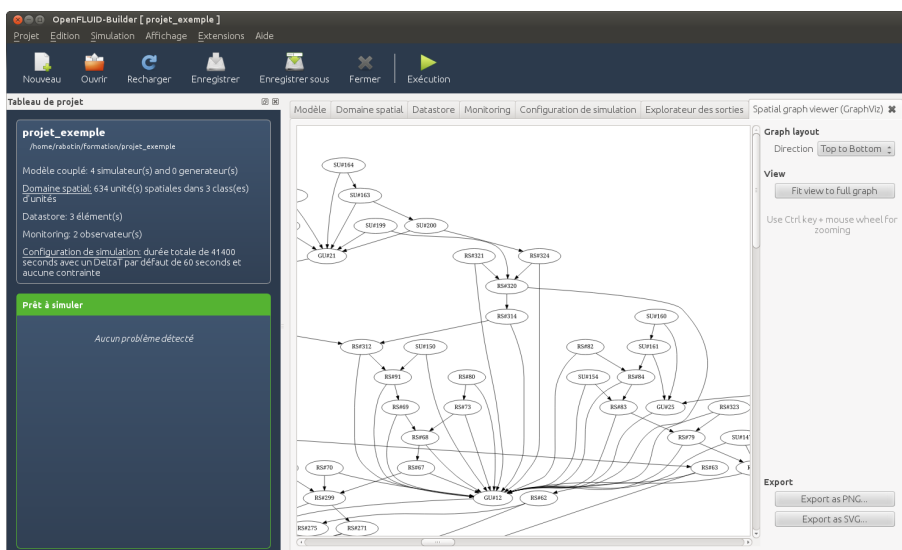 OpenFLUID-Builder [ projet_exemple ]
Projet Edition Simulation Affichage Extensions Aide
Nouveau Ouvrir Recharger Enregistrer Enregistrer sous Fermer Exécution
Tableau de projet
projet_exemple
/home/rabotin/formation/projet_exemple
Modèle couplé: 4 simulateur(s) and 0 generateur(s)
Domaine spatial: 634 unité(s) spatiales dans 3 class(es)
d'unités
Datastore: 3 élément(s)
Monitoring: 2 observateur(s)
Configuration de simulation: durée totale de 41400
seconds avec un DeltaT par défaut de 60 seconds et
aucune contrainte
Prêt à simuler
Aucun problème détecté
Modèle Domaine spatial Datastore Monitoring Configuration de simulation Explorateur des sorties Spatial graph viewer (GraphViz)
SU#164
SU#163
SU#199 SU#200
GU#21 RS#321 RS#324
RS#320
RS#314 SU#160
RS#312 SU#150 RS#82 SU#161
RS#91 RS#80 SU#154 RS#84
RS#69 RS#73 RS#83 GU#25 RS#323
RS#68 RS#79 SU#14
RS#70 RS#67 RS#63
RS#299 GU#12 RS#62
RS#275 RS#271
Graph layout
Direction Top to Bottom
View
Fit view to full graph
Use Ctrl key + mouse wheel for
zooming
Export
Export as PNG...
Export as SVG...